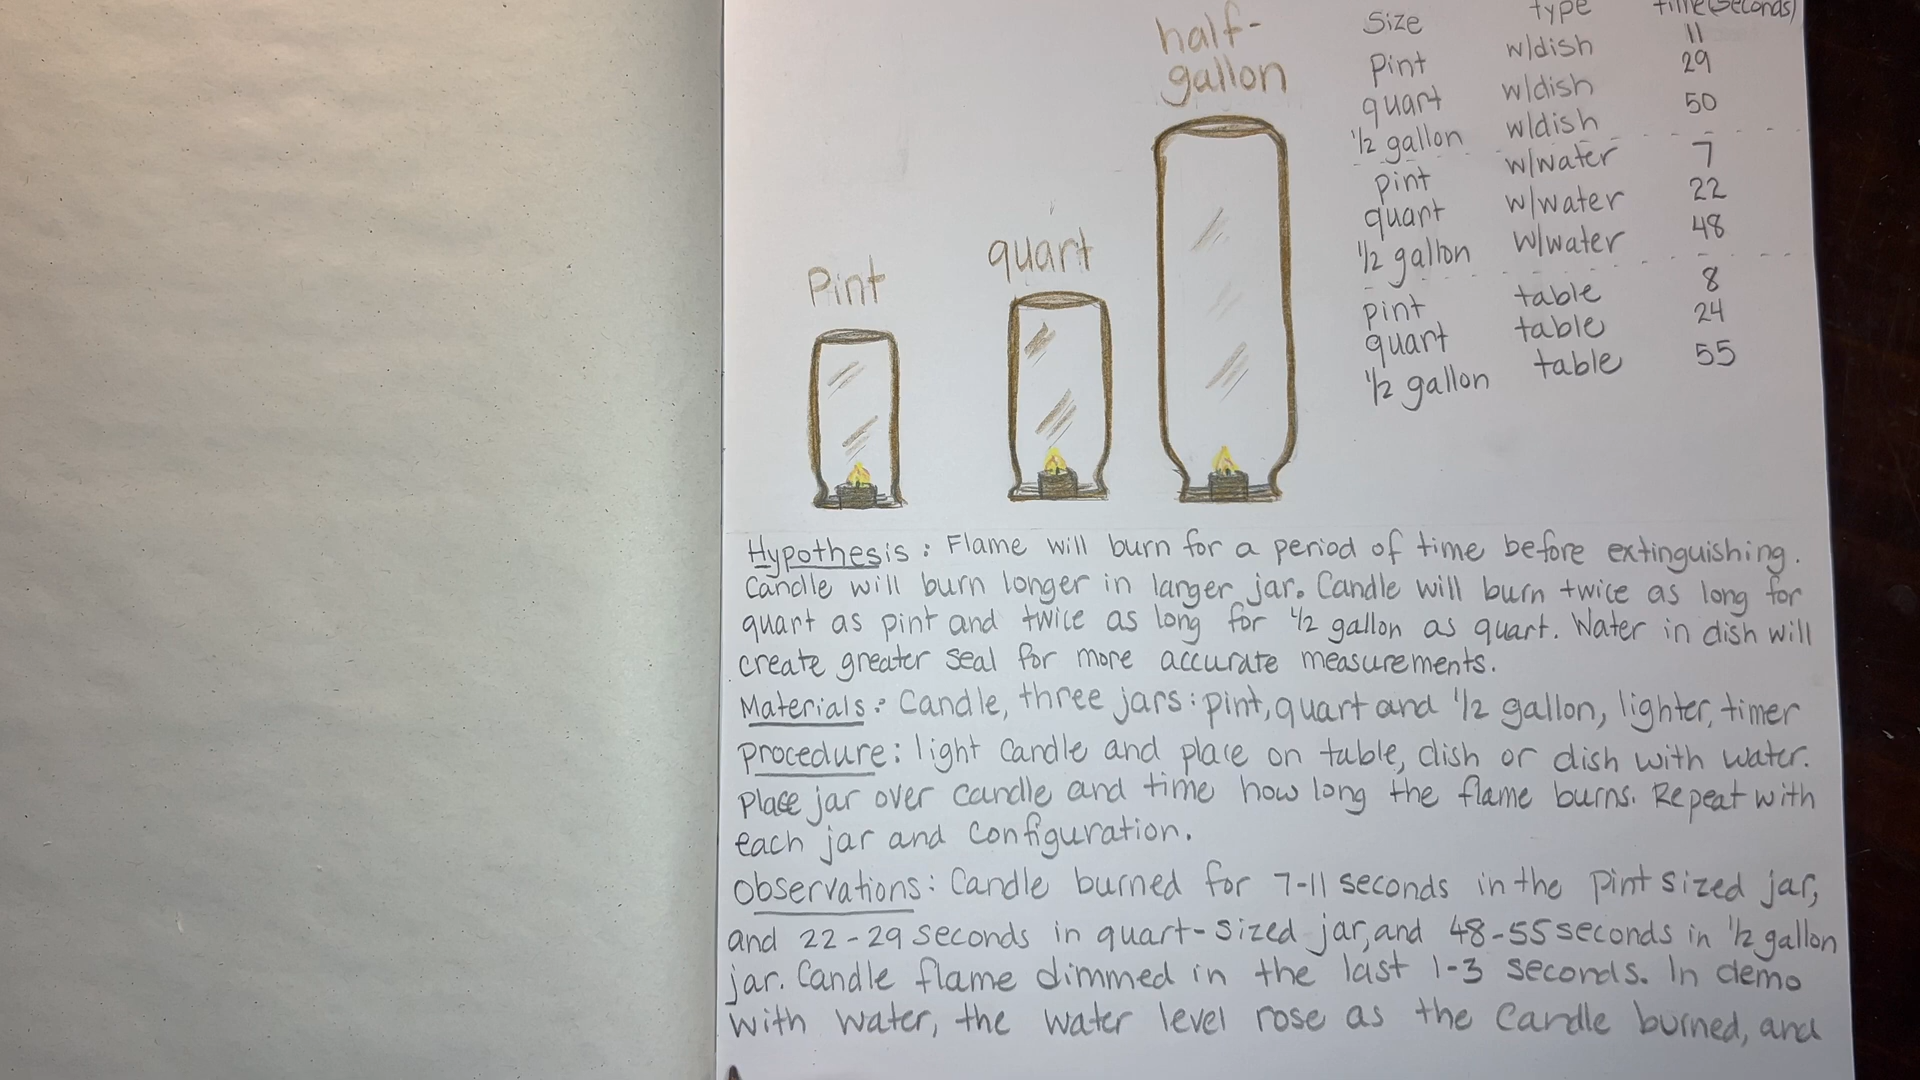 half-
gallon
quart
Pint
Size type time (seconds)
Pint w/dish 11
quart w/dish 29
1/2 gallon w/dish 50
pint w/water 7
quart w/water 22
1/2 gallon w/water 48
pint table 8
quart table 24
1/2 gallon table 55
Hypothesis: Flame will burn for a period of time before extinguishing.
Candle will burn longer in larger jar. Candle will burn twice as long for
quart as pint and twice as long for 1/2 gallon as quart. Water in dish will
create greater seal for more accurate measurements.
Materials: Candle, three jars: pint, quart and 1/2 gallon, lighter, timer
procedure: light candle and place on table, dish or dish with water.
Place jar over candle and time how long the flame burns. Repeat with
each jar and configuration.
Observations: Candle burned for 7-11 seconds in the pint sized jar,
and 22-29 seconds in quart-sized jar, and 48-55 seconds in 1/2 gallon
jar. Candle flame dimmed in the last 1-3 seconds. In demo
with water, the water level rose as the candle burned, and